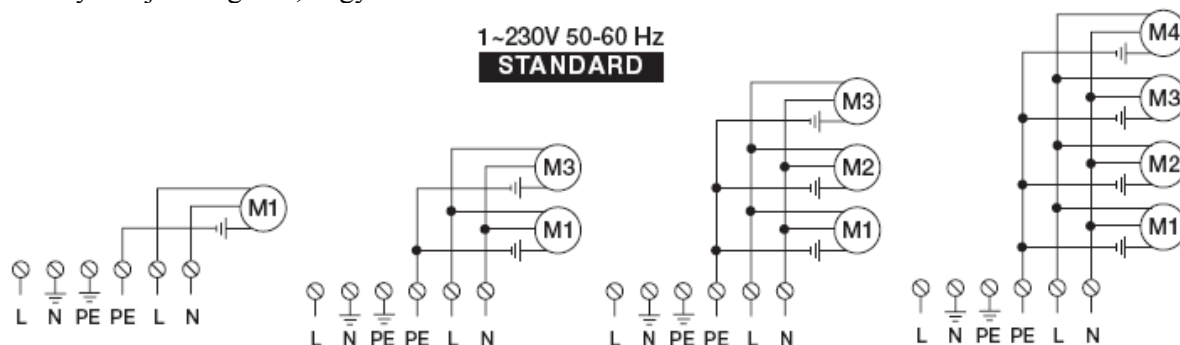 1~230V 50-60 Hz
STANDARD
M1
L N PE PE L N
M3
M1
L N PE PE L N
M3
M2
M1
L N PE PE L N
M4
M3
M2
M1
L N PE PE L N